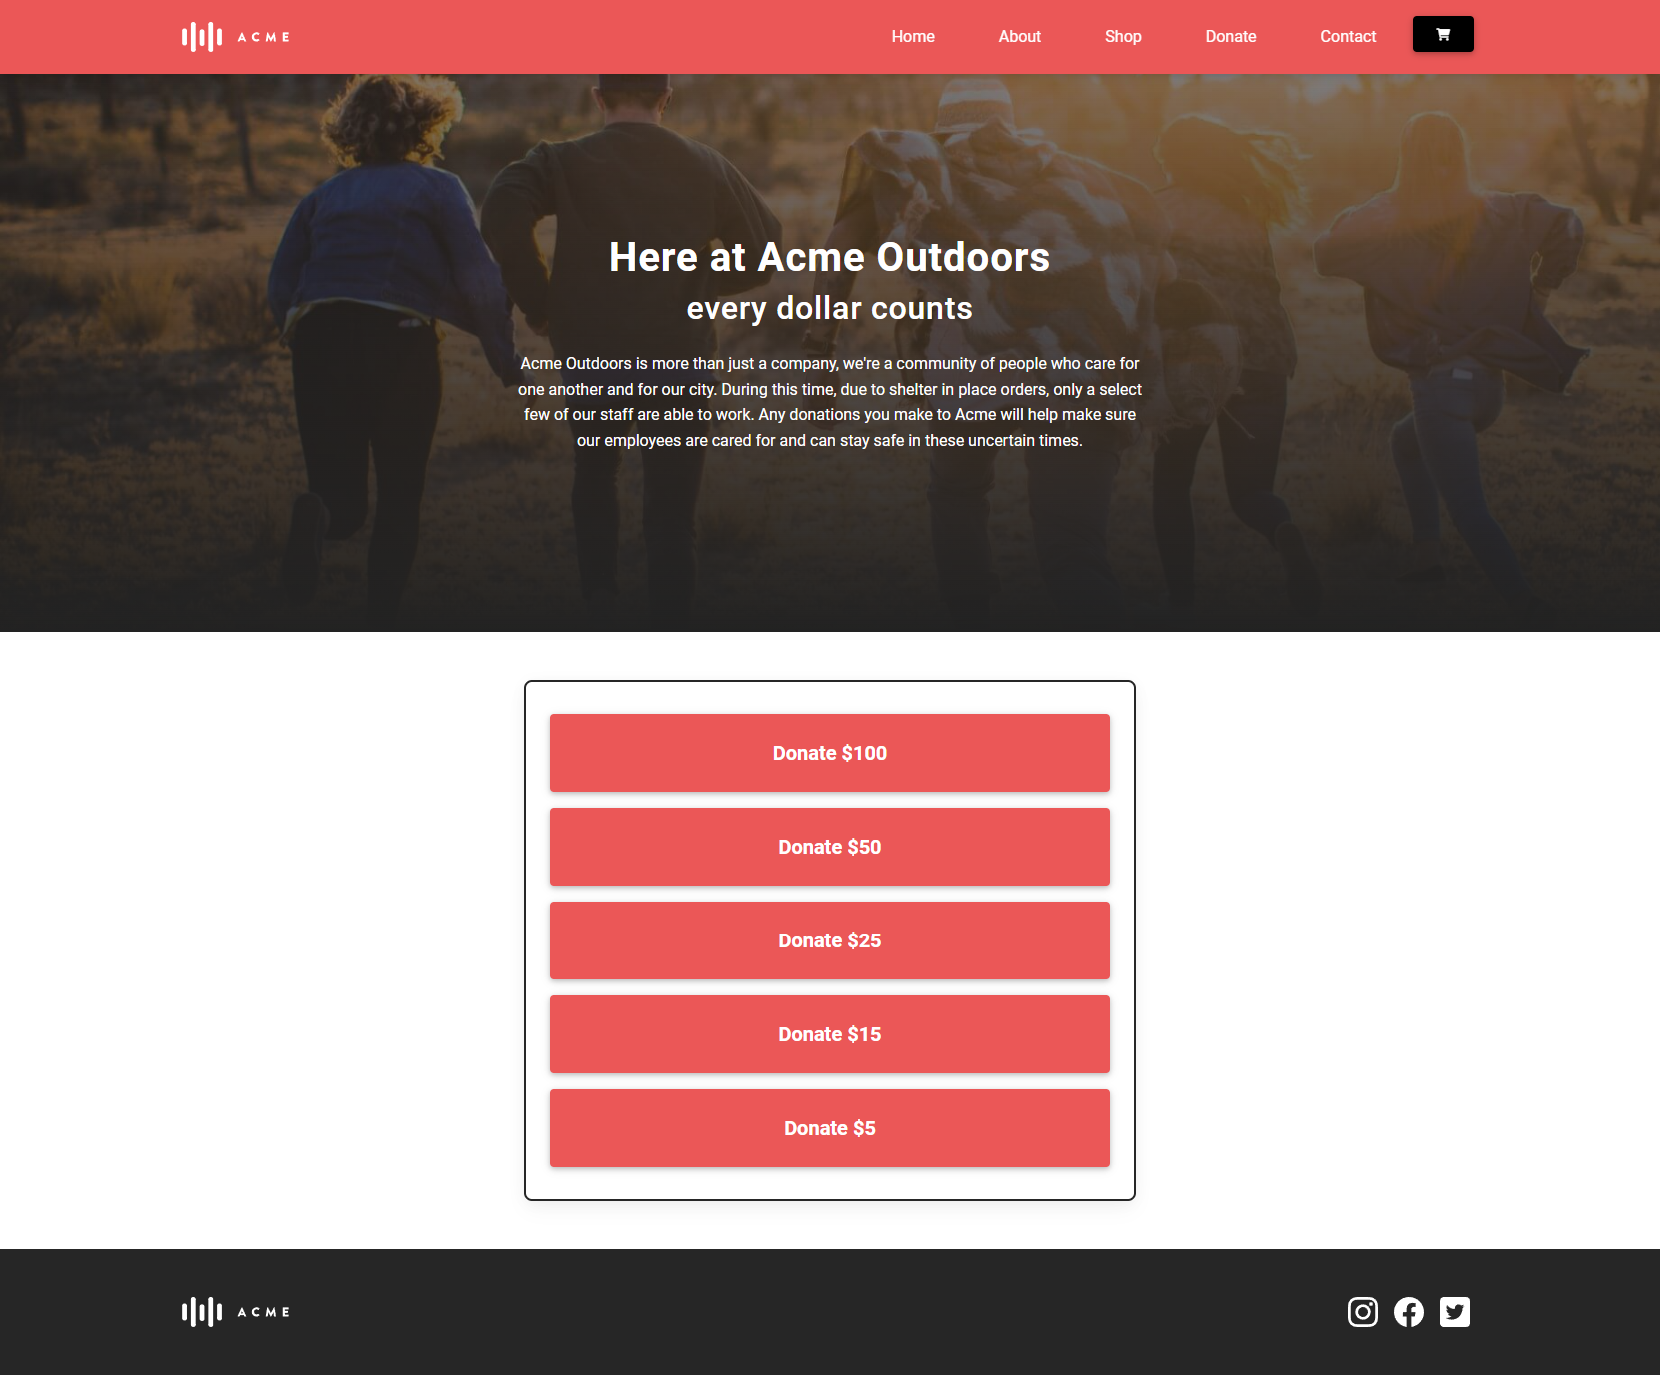 ACME
Home About Shop Donate Contact
Here at Acme Outdoors
every dollar counts
Acme Outdoors is more than just a company, we're a community of people who care for
one another and for our city. During this time, due to shelter in place orders, only a select
few of our staff are able to work. Any donations you make to Acme will help make sure
our employees are cared for and can stay safe in these uncertain times.
Donate $100
Donate $50
Donate $25
Donate $15
Donate $5
ACME